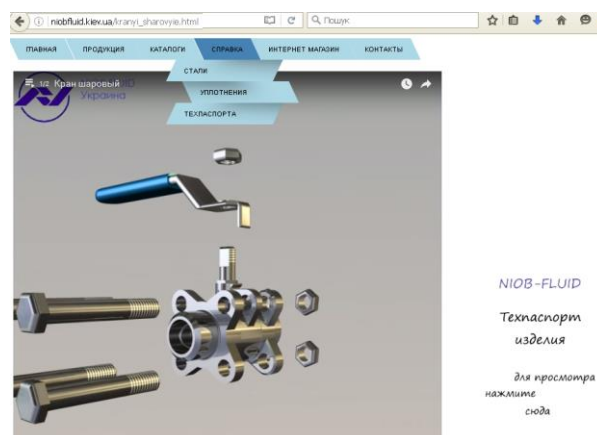 niobfluid.kiev.ua/kranyi_sharovyie.html
Пошук
ГЛАВНАЯ ПРОДУКЦИЯ КАТАЛОГИ СПРАВКА ИНТЕРНЕТ МАГАЗИН КОНТАКТЫ
СТАЛИ
УПЛОТНЕНИЯ
ТЕХПАСПОРТА
1/2 Кран шаровый
Украина
NIOB-FLUID
Техпаспорт
изделия
для просмотра
нажмите
сюда